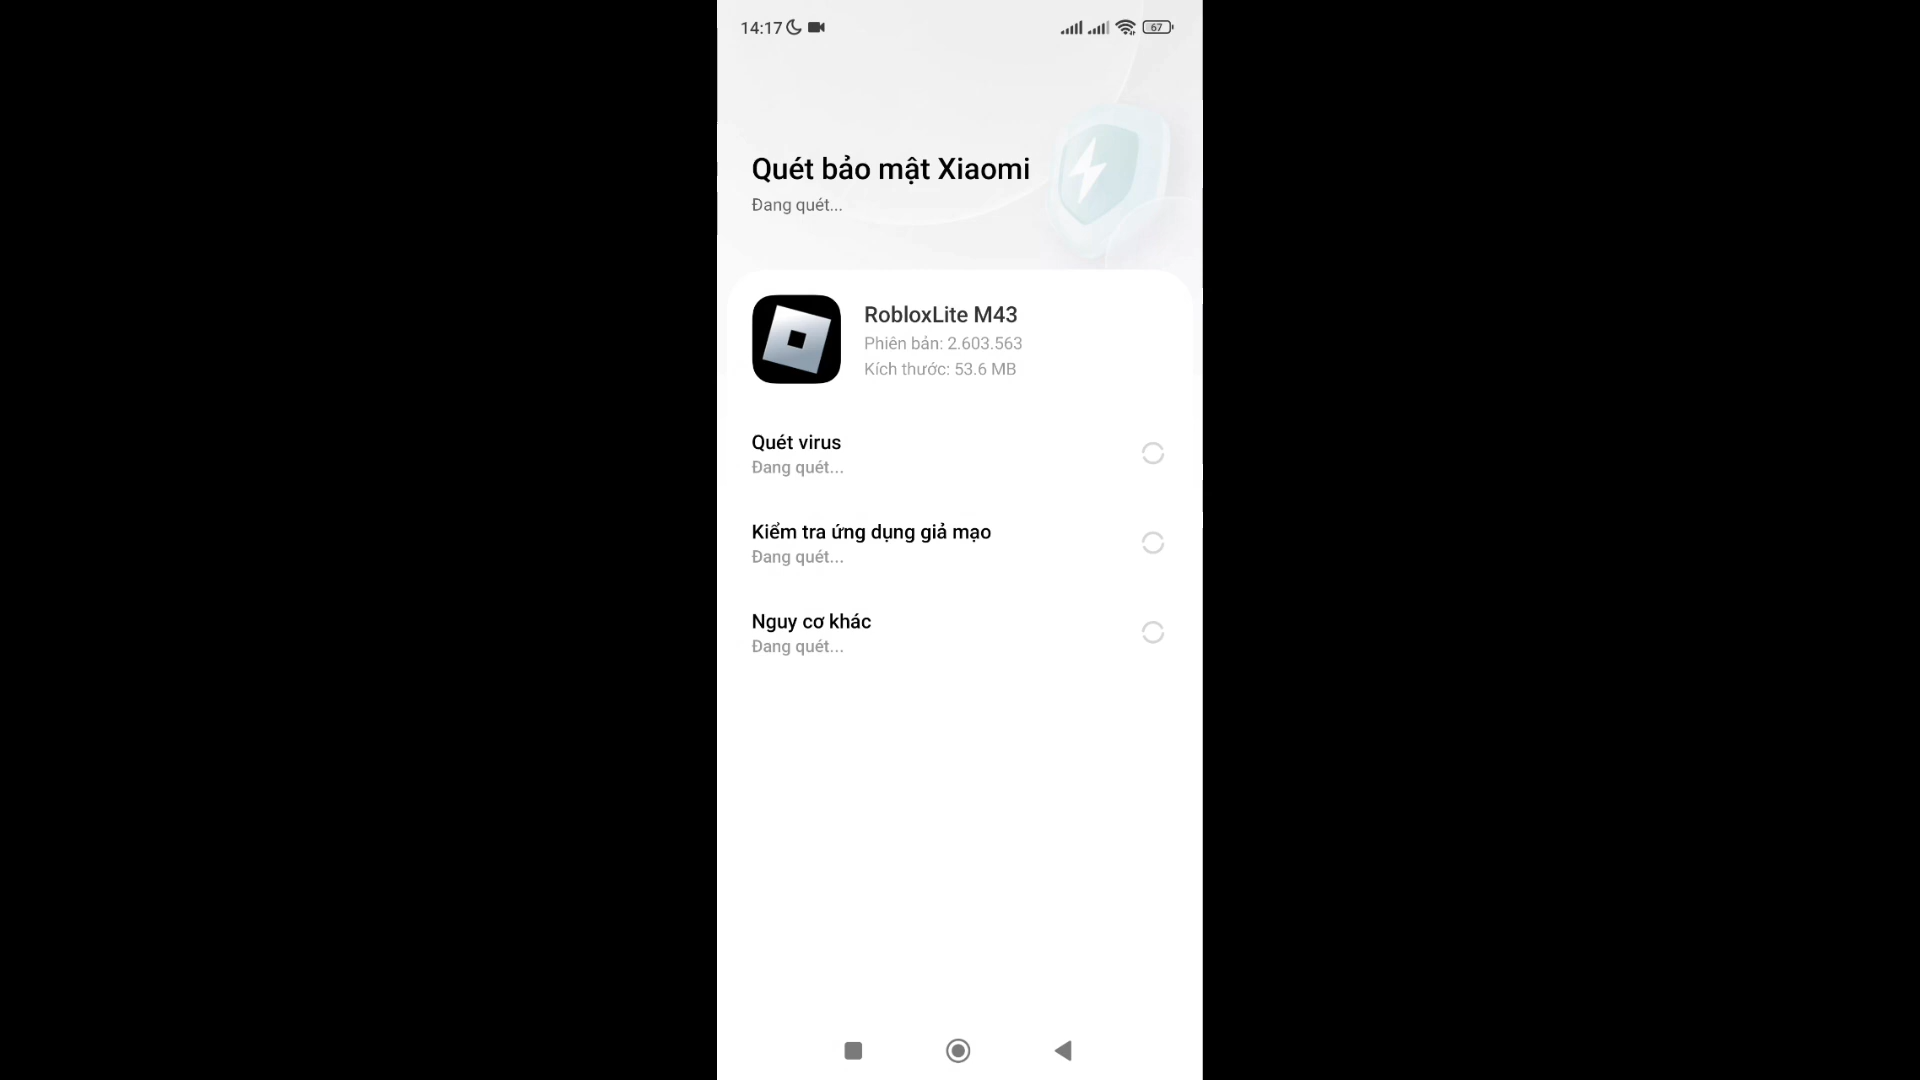 14:17
67
Quét bảo mật Xiaomi
Đang quét...
RobloxLite M43
Phiên bản: 2.603.563
Kích thước: 53.6 MB
Quét virus
Đang quét...
Kiểm tra ứng dụng giả mạo
Đang quét...
Nguy cơ khác
Đang quét...